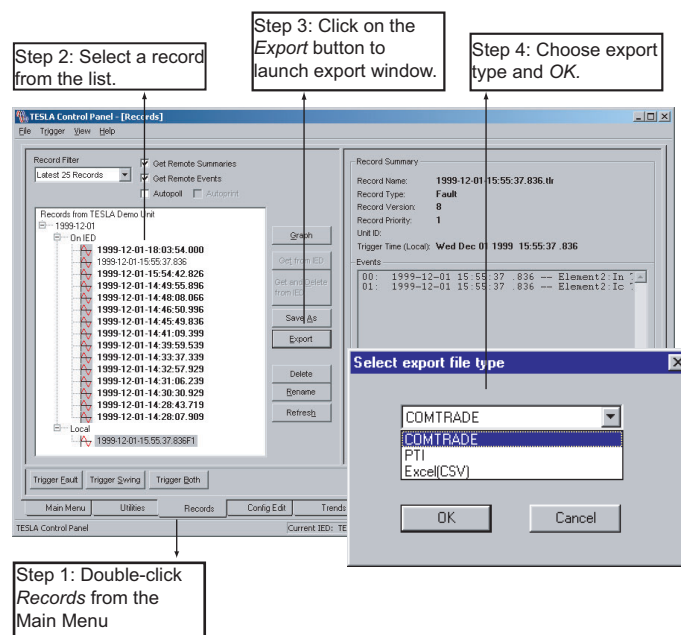 Step 3: Click on the
Export button to
launch export window.
Step 2: Select a record
from the list.
Step 4: Choose export
type and OK.
TESLA Control Panel - [Records]
File Trigger View Help
Record Filter
Latest 25 Records
Get Remote Summaries
Get Remote Events
Autopoll Autoprint
Records from TESLA Demo Unit
1999-12-01
On IED
1999-12-01-18:03:54.000
1999-12-01-15:55:37.836
1999-12-01-15:54:42.826
1999-12-01-14:49:55.896
1999-12-01-14:48:08.066
1999-12-01-14:46:50.996
1999-12-01-14:45:49.836
1999-12-01-14:41:09.399
1999-12-01-14:39:59.539
1999-12-01-14:33:37.339
1999-12-01-14:32:57.929
1999-12-01-14:31:06.239
1999-12-01-14:30:30.929
1999-12-01-14:28:43.719
1999-12-01-14:28:07.909
Local
1999-12-01-15.55.37.836F1
Graph
Get from IED
Get and Delete
from IED
Save As
Export
Delete
Rename
Refresh
Record Summary
Record Name: 1999-12-01-15:55:37.836.tlr
Record Type: Fault
Record Version: 8
Record Priority: 1
Unit ID:
Trigger Time (Local): Wed Dec 01 1999 15:55:37 .836
Events
00: 1999-12-01 15:55:37 .836 -- Element2:In
01: 1999-12-01 15:55:37 .836 -- Element2:Ic
Select export file type
COMTRADE
COMTRADE
PTI
Excel(CSV)
OK Cancel
Trigger Fault Trigger Swing Trigger Both
Main Menu Utilities Records Config Edit Trends
TESLA Control Panel Current IED: TE
Step 1: Double-click
Records from the
Main Menu